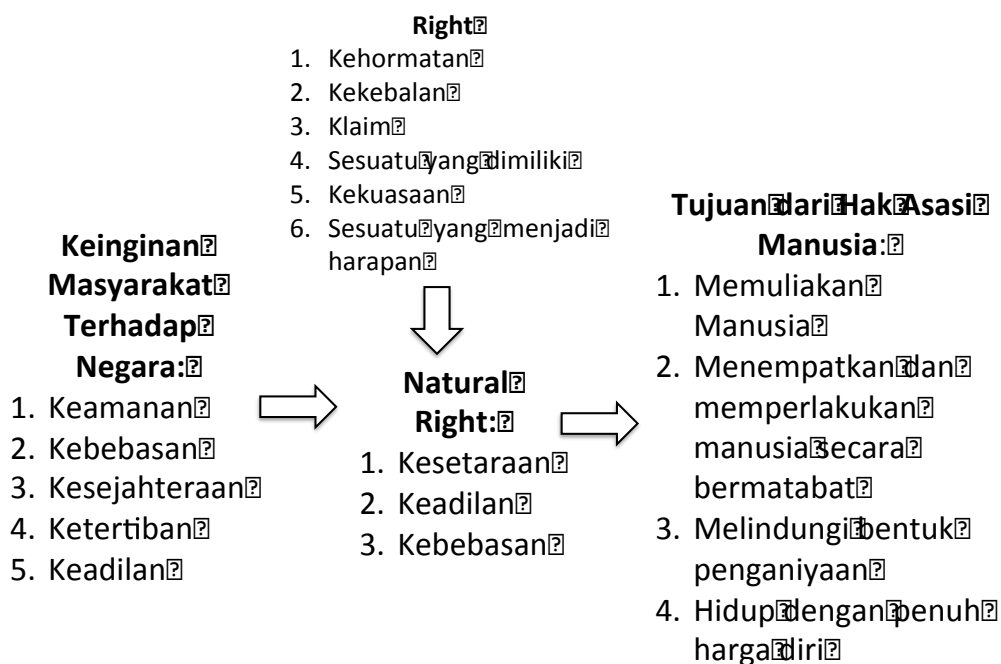 Right
1. Kehormatan
2. Kekebalan
3. Klaim
4. Sesuatu yang dimiliki
5. Kekuasaan
6. Sesuatu yang menjadi
harapan
Keinginan
Masyarakat
Terhadap
Negara:
1. Keamanan
2. Kebebasan
3. Kesejahteraan
4. Ketertiban
5. Keadilan
Natural
Right:
1. Kesetaraan
2. Keadilan
3. Kebebasan
Tujuan dari Hak Asasi
Manusia:
1. Memuliakan
Manusia
2. Menempatkan dan
memperlakukan
manusia secara
bermatabat
3. Melindungi bentuk
penganiyaan
4. Hidup dengan penuh
harga diri